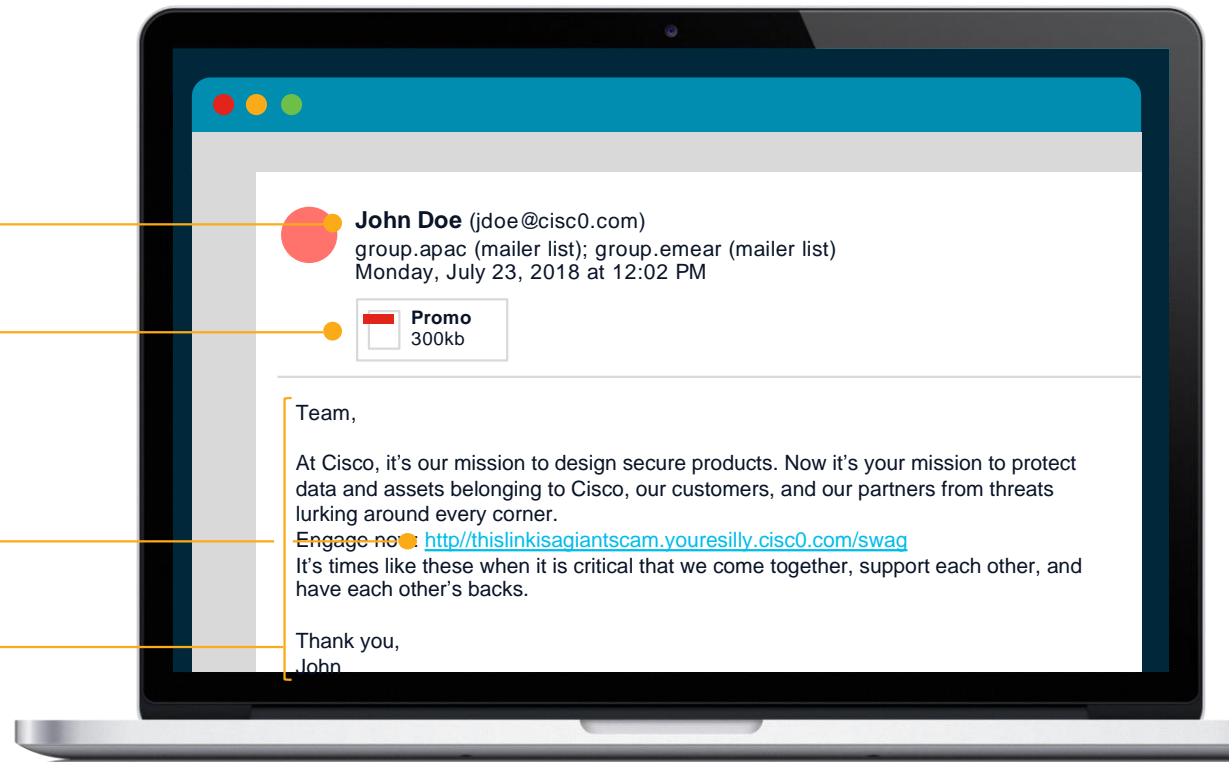 John Doe (jdoe@cisc0.com)
group.apac (mailer list); group.emear (mailer list)
Monday, July 23, 2018 at 12:02 PM
Promo
300kb
Team,
At Cisco, it’s our mission to design secure products. Now it’s your mission to protect
data and assets belonging to Cisco, our customers, and our partners from threats
lurking around every corner.
Engage now: http//thislinkisagiantscam.youresilly.cisc0.com/swag
It’s times like these when it is critical that we come together, support each other, and
have each other’s backs.
Thank you,
John